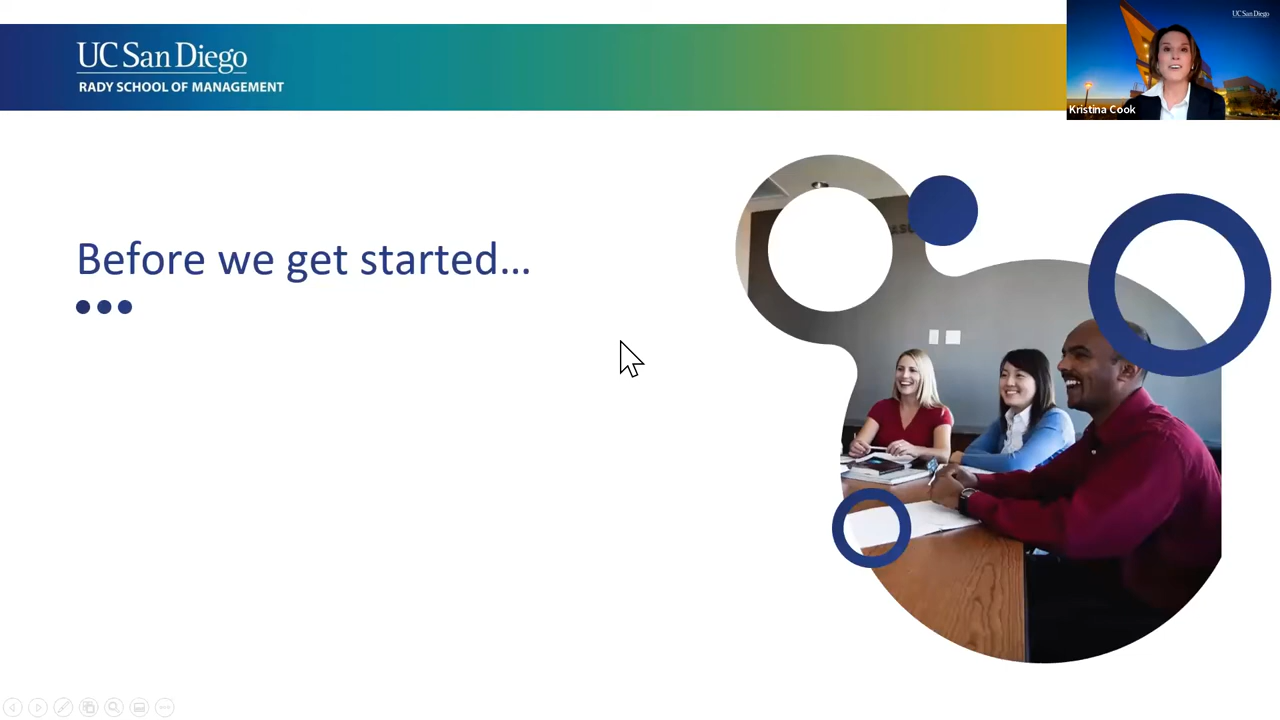 UC San Diego
RADY SCHOOL OF MANAGEMENT
UC San Diego
Kristina Cook
Before we get started...